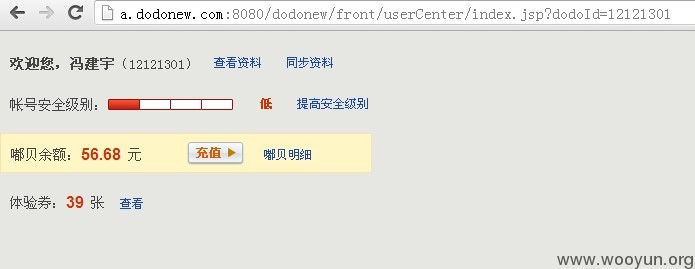 a.dodonew.com:8080/dodonew/front/userCenter/index.jsp?dodoId=12121301
欢迎您，冯建宇（12121301） 查看资料 同步资料
帐号安全级别： 低 提高安全级别
嘟贝余额：56.68 元 充值 嘟贝明细
体验券：39 张 查看
www.wooyun.org